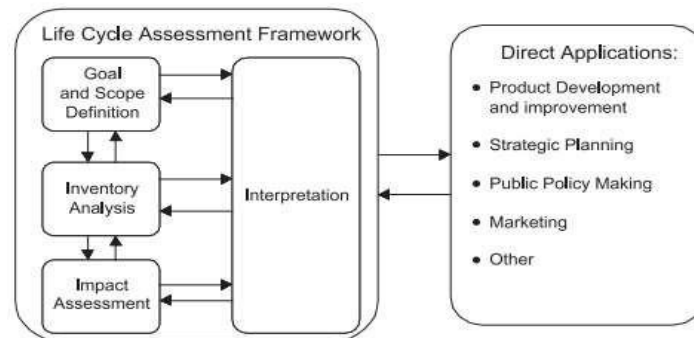 Life Cycle Assessment Framework
Goal
and Scope
Definition
Inventory
Analysis
Impact
Assessment
Interpretation
Direct Applications:
• Product Development
and improvement
• Strategic Planning
• Public Policy Making
• Marketing
• Other